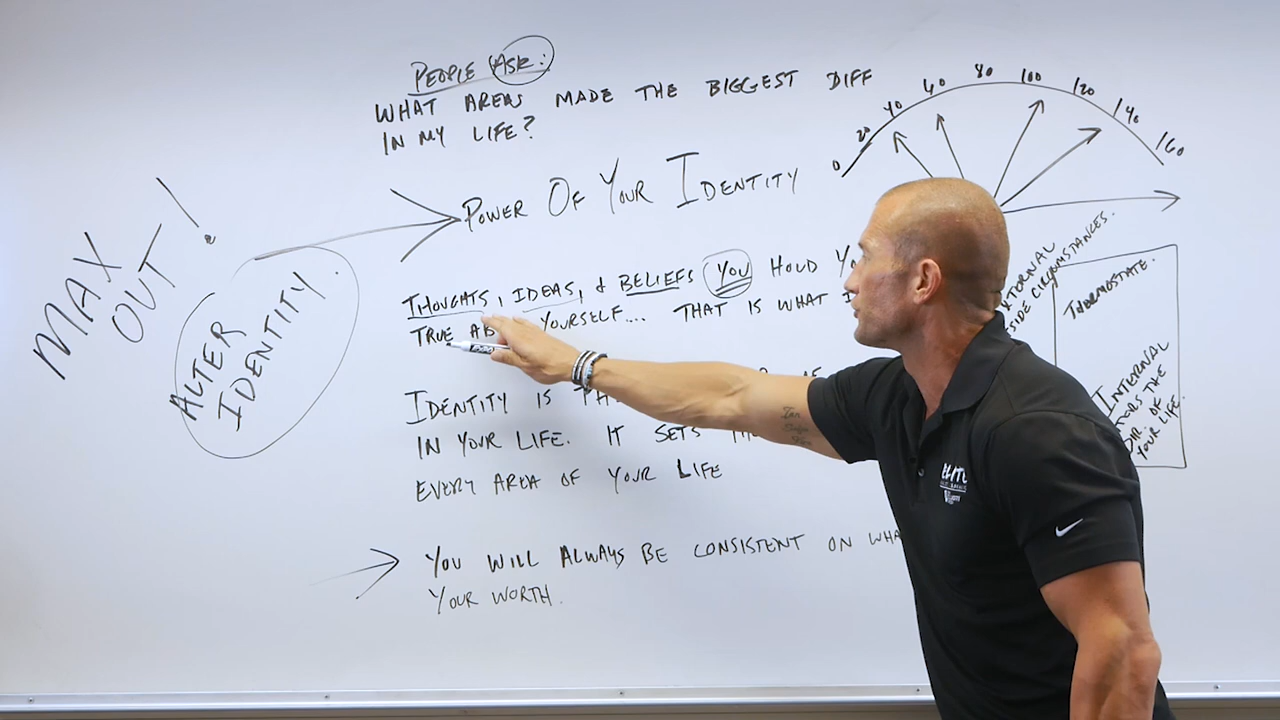 PEOPLE ASK:
WHAT AREAS MADE THE BIGGEST DIFF
IN MY LIFE?
POWER OF YOUR IDENTITY
MAX
OUT!
ALTER
IDENTITY.
THOUGHTS, IDEAS, & BELIEFS YOU HOLD
TRUE YOURSELF... THAT IS WHAT
IDENTITY IS
IN YOUR LIFE. IT SETS
EVERY AREA OF YOUR LIFE
YOU WILL ALWAYS BE CONSISTENT ON
YOUR WORTH.
0 20 40 60 80 100 120 140 160
CIRCUMSTANCES.
THERMOSTATE.
INTERNAL
THE
OF
YOUR LIFE.